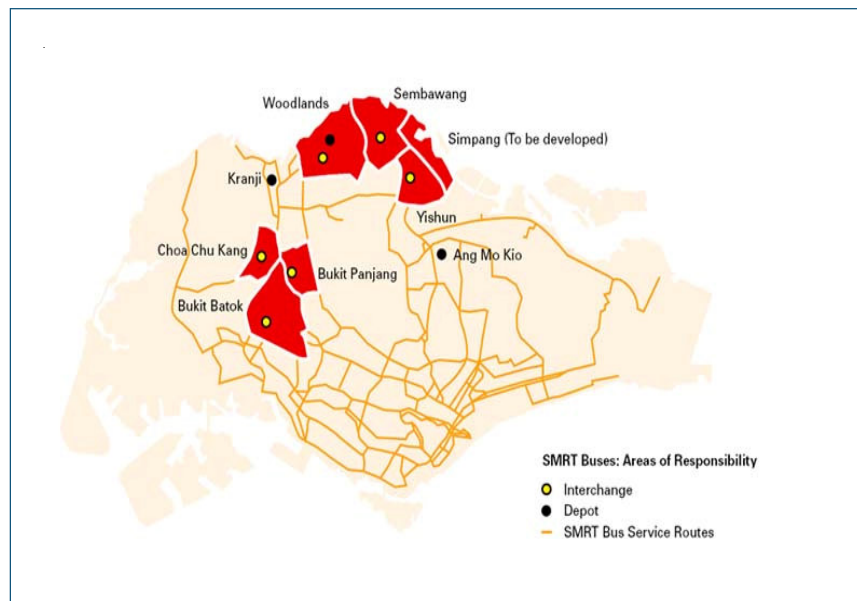 Sembawang
Woodlands
Simpang (To be developed)
Kranji
Yishun
Choa Chu Kang
Ang Mo Kio
Bukit Panjang
Bukit Batok
SMRT Buses: Areas of Responsibility
Interchange
Depot
SMRT Bus Service Routes